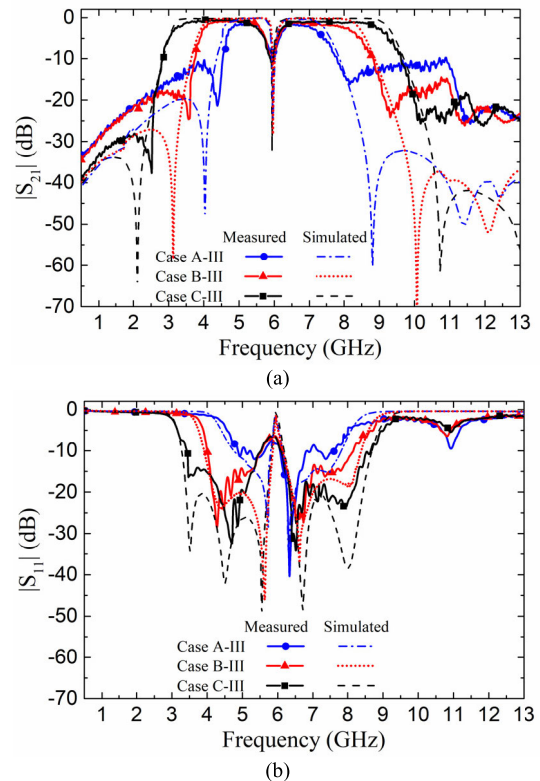 0
-10
-20
-30
-40
-50
-60
-70
|S21| (dB)
Measured Simulated
Case A-III
Case B-III
Case C-III
1 2 3 4 5 6 7 8 9 10 11 12 13
Frequency (GHz)
(a)
0
-10
-20
-30
-40
-50
-60
-70
|S11| (dB)
Measured Simulated
Case A-III
Case B-III
Case C-III
1 2 3 4 5 6 7 8 9 10 11 12 13
Frequency (GHz)
(b)